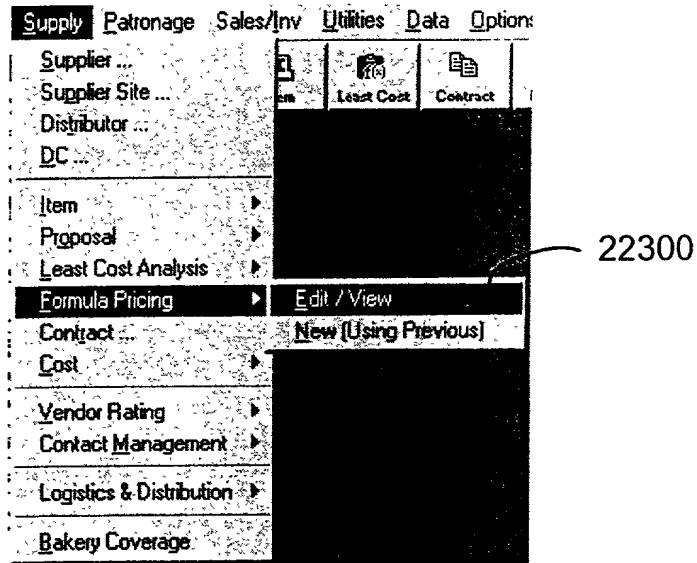 Supply Patronage Sales/Inv Utilities Data Option
Supplier ...
Supplier Site ...
Distributor ...
DC ...
Least Cost Contract
Item
Proposal
Least Cost Analysis
22300
Formula Pricing Edit / View
Contract ... New (Using Previous)
Cost
Vendor Rating
Contact Management
Logistics & Distribution
Bakery Coverage